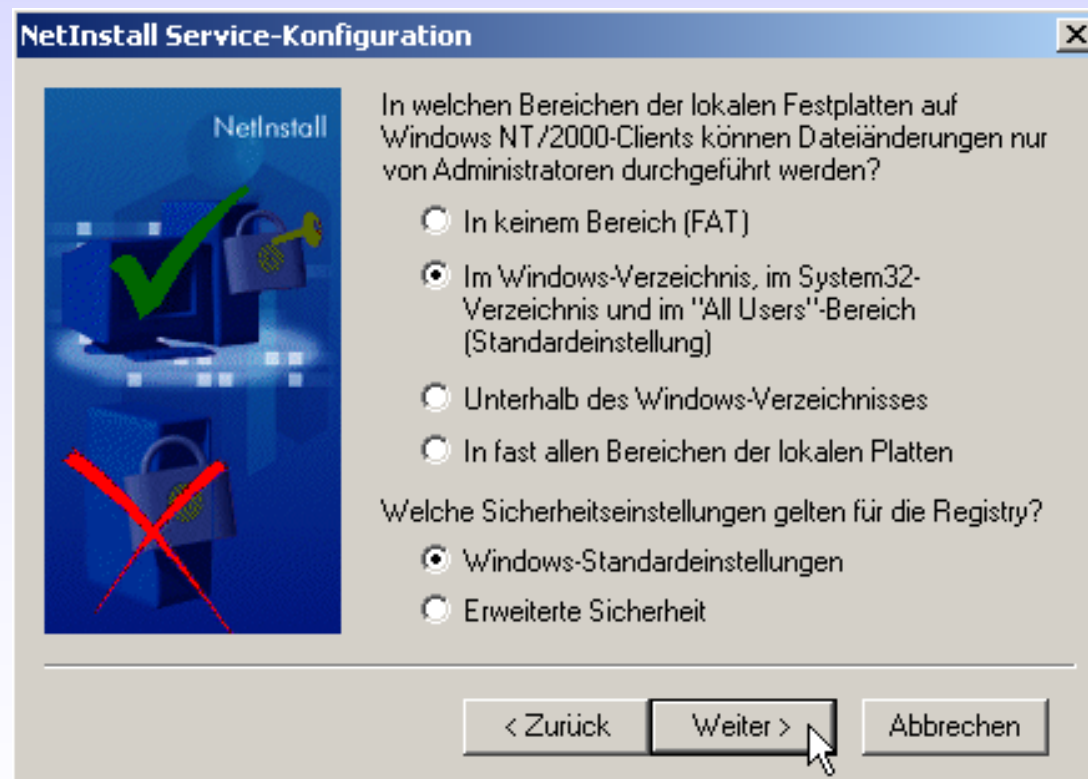 NetInstall Service-Konfiguration
NetInstall
In welchen Bereichen der lokalen Festplatten auf
Windows NT/2000-Clients können Dateiänderungen nur
von Administratoren durchgeführt werden?
In keinem Bereich (FAT)
Im Windows-Verzeichnis, im System32-
Verzeichnis und im "All Users"-Bereich
(Standardeinstellung)
Unterhalb des Windows-Verzeichnisses
In fast allen Bereichen der lokalen Platten
Welche Sicherheitseinstellungen gelten für die Registry?
Windows-Standardeinstellungen
Erweiterte Sicherheit
< Zurück Weiter > Abbrechen